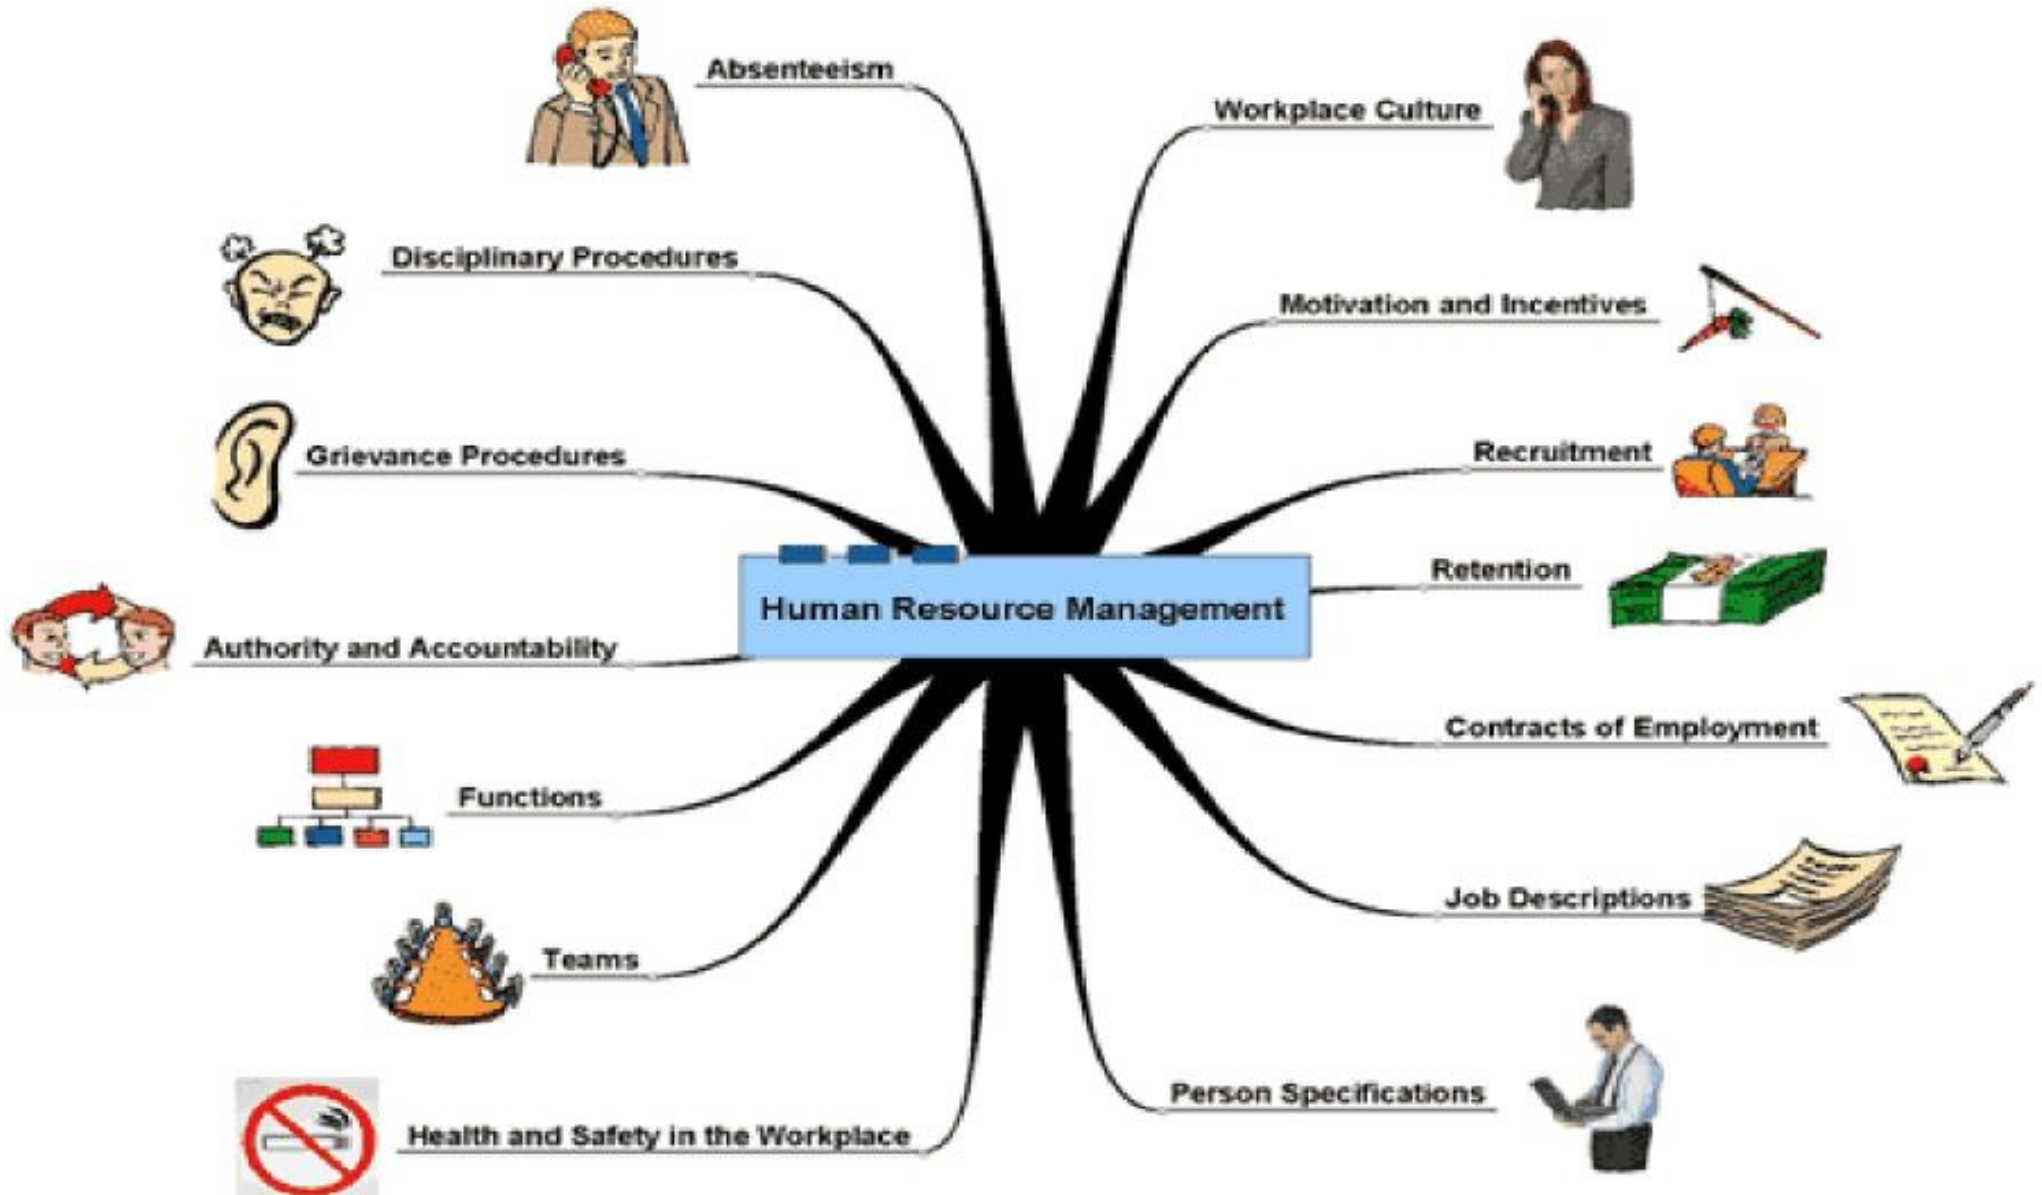 Absenteeism
Workplace Culture
Disciplinary Procedures
Motivation and Incentives
Grievance Procedures
Recruitment
Retention
Human Resource Management
Authority and Accountability
Contracts of Employment
Functions
Job Descriptions
Teams
Person Specifications
Health and Safety in the Workplace